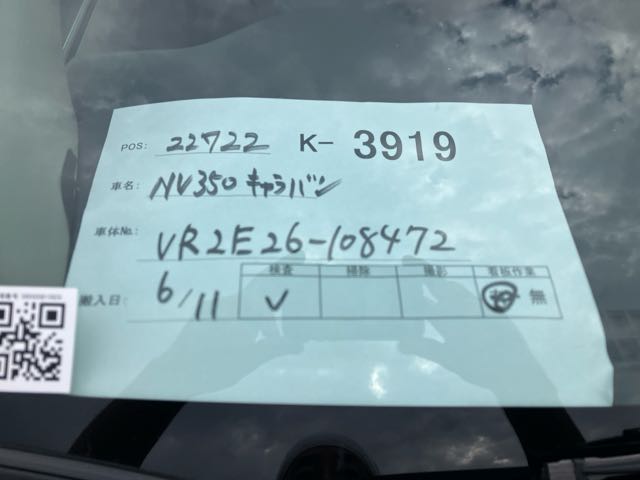 POS: 22722 K-3919
車名: NV350 キャラバン
車体No.: VR2E26-108472
搬入日: 6/11
検査 掃除 撮影 看板作業
✓ 無